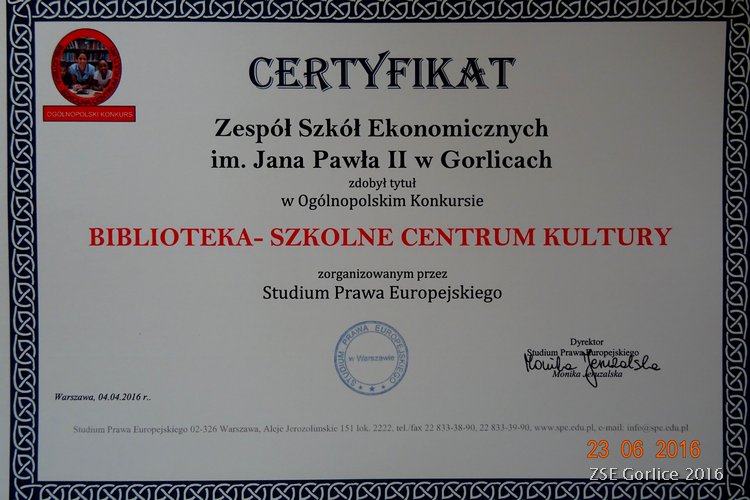 OGÓLNOPOLSKI KONKURS
CERTYFIKAT
Zespół Szkół Ekonomicznych
im. Jana Pawła II w Gorlicach
zdobył tytuł
w Ogólnopolskim Konkursie
BIBLIOTEKA- SZKOLNE CENTRUM KULTURY
zorganizowanym przez
Studium Prawa Europejskiego
STUDIUM PRAWA EUROPEJSKIEGO
w Warszawie
Dyrektor
Studium Prawa Europejskiego
Monika Jeruzalska
Monika Jeruzalska
Warszawa, 04.04.2016 r..
Studium Prawa Europejskiego 02-326 Warszawa, Aleje Jerozolimskie 151 lok. 2222, tel./fax 22 833-38-90, 22 833-39-90, www.spe.edu.pl, e-mail: info@spe.edu.pl
23 06 2016
ZSE Gorlice 2016